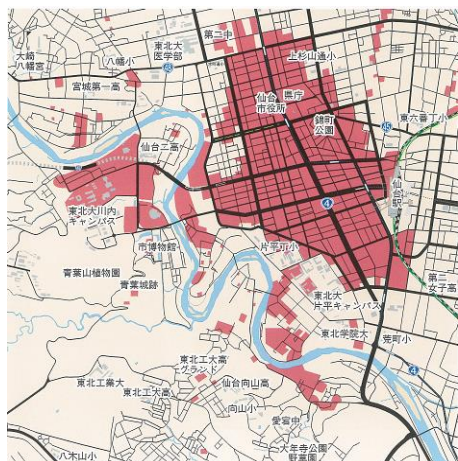 第二中
東北大
医学部
48
八幡小
大崎
八幡宮
宮城第一高
上杉山通小
県庁
仙台
市役所
錦町
公園
東六番丁小
45
仙台二高
仙台駅
4
東北大川内
キャンパス
市博物館
片平丁小
青葉山植物園
青葉城跡
東北大
片平キャンパス
第二
女子高
東北学院大
荒町小
4
東北工大高
グランド
東北工業大
東北工大高
仙台向山高
向山小
愛宕中
八木山小
大年寺公園
野草園